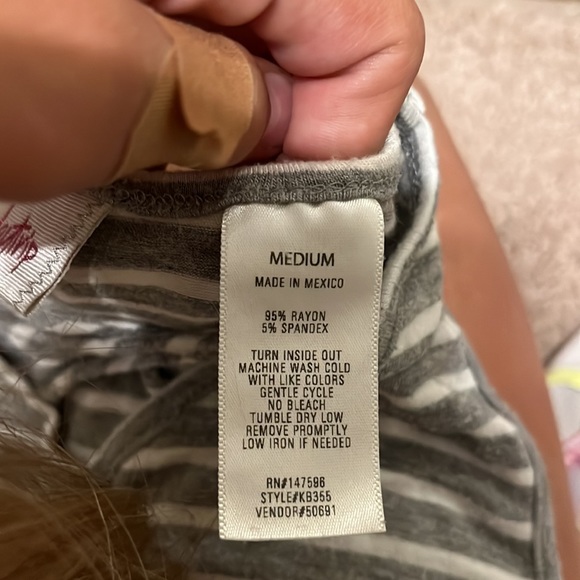 MEDIUM
MADE IN MEXICO
95% RAYON
5% SPANDEX
TURN INSIDE OUT
MACHINE WASH COLD
WITH LIKE COLORS
GENTLE CYCLE
NO BLEACH
TUMBLE DRY LOW
REMOVE PROMPTLY
LOW IRON IF NEEDED
RN#147596
STYLE#KB355
VENDOR#50691